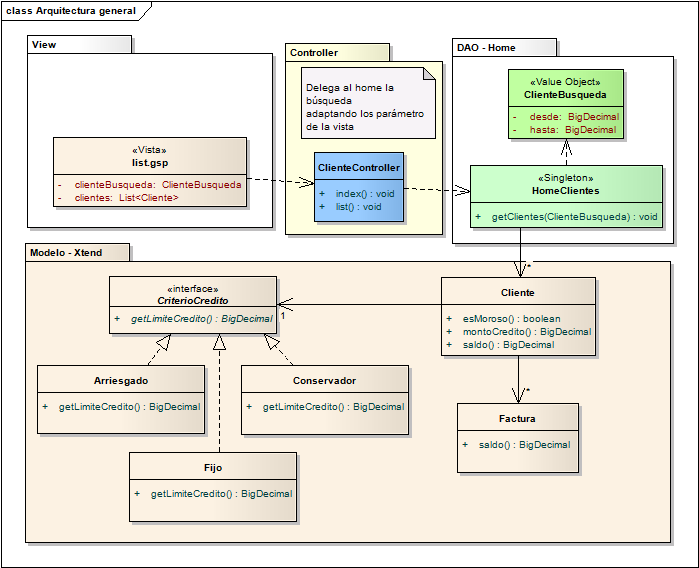 class Arquitectura general
View
«Vista»
list.gsp
- clienteBusqueda: ClienteBusqueda
- clientes: List<Cliente>
Controller
Delega al home la
búsqueda
adaptando los parámetro
de la vista
ClienteController
+ index() : void
+ list() : void
DAO - Home
«Value Object»
ClienteBusqueda
- desde: BigDecimal
- hasta: BigDecimal
«Singleton»
HomeClientes
+ getClientes(ClienteBusqueda) : void
Modelo - Xtend
«interface»
CriterioCredito
+ getLimiteCredito() : BigDecimal
1
*
Cliente
+ esMoroso() : boolean
+ montoCredito() : BigDecimal
+ saldo() : BigDecimal
Arriesgado
+ getLimiteCredito() : BigDecimal
Conservador
+ getLimiteCredito() : BigDecimal
*
Factura
+ saldo() : BigDecimal
Fijo
+ getLimiteCredito() : BigDecimal